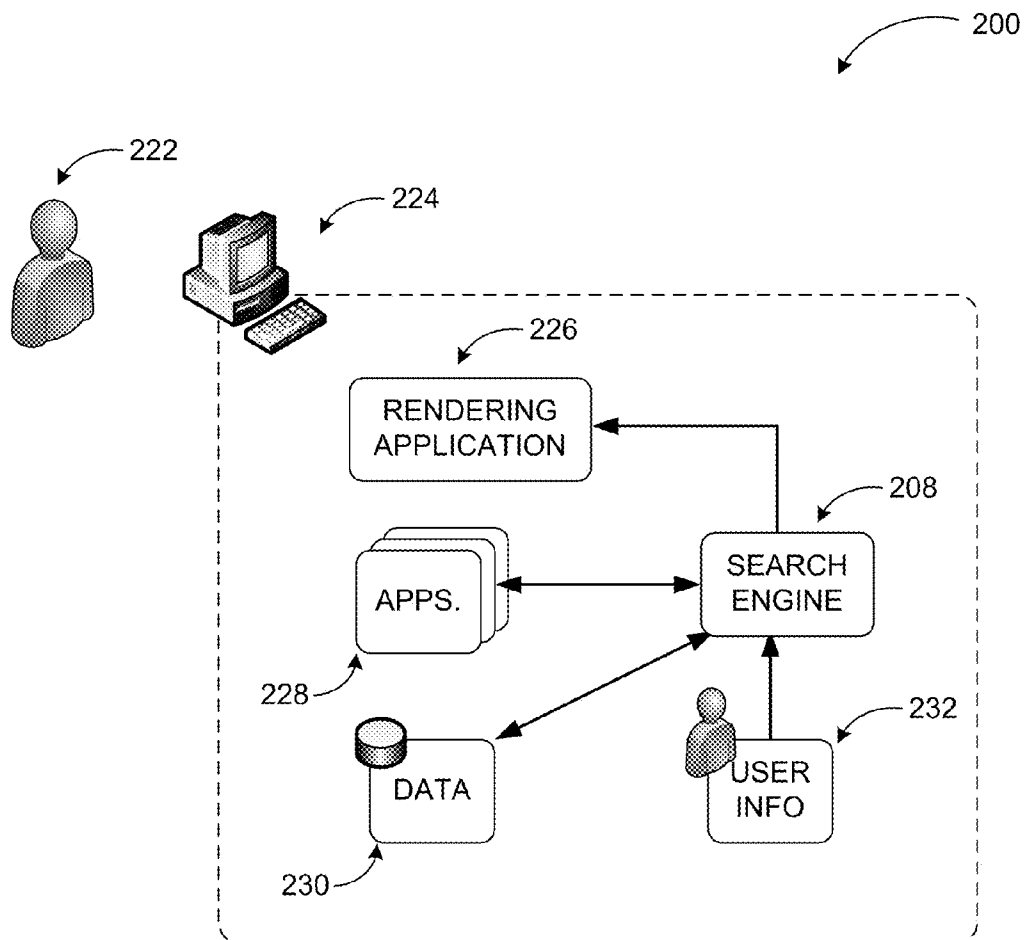 200
222
224
226
RENDERING
APPLICATION
208
SEARCH
ENGINE
APPS.
228
232
USER
INFO
DATA
230